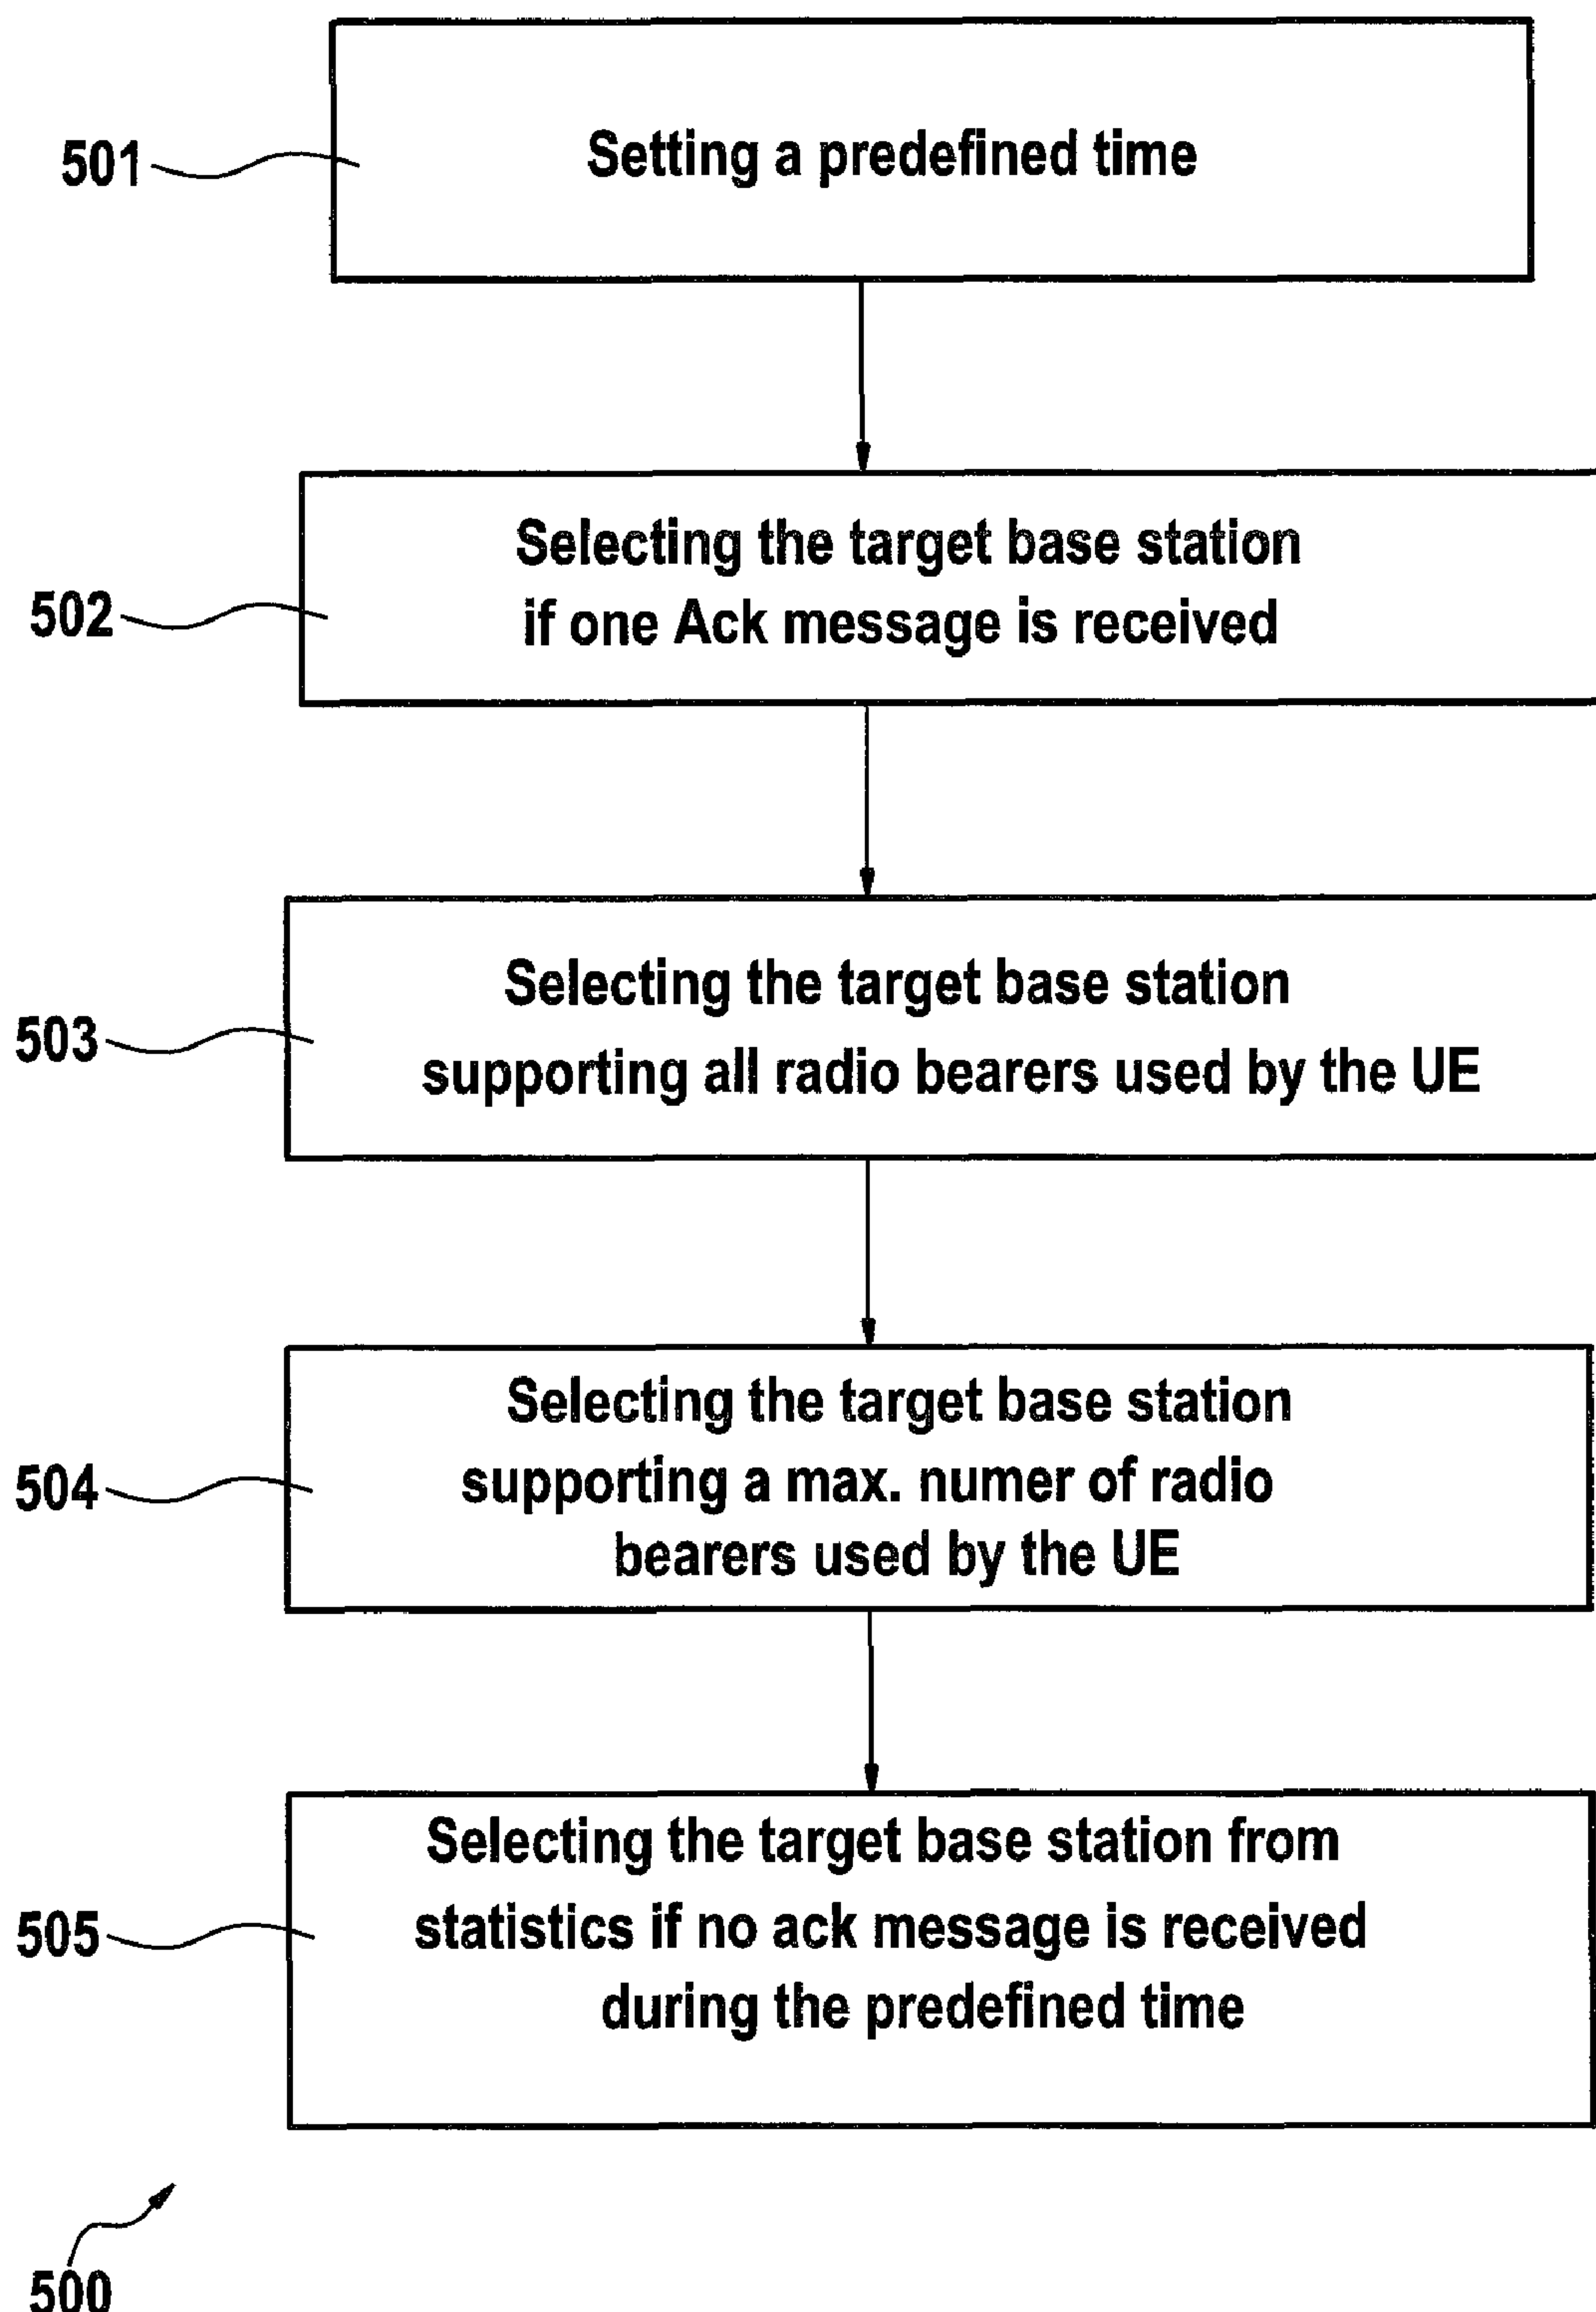 501
Setting a predefined time
Selecting the target base station
502
if one Ack message is received
Selecting the target base station
503
supporting all radio bearers used by the UE
Selecting the target base station
504
supporting a max. numer of radio
bearers used by the UE
Selecting the target base station from
505
statistics if no ack message is received
during the predefined time
500